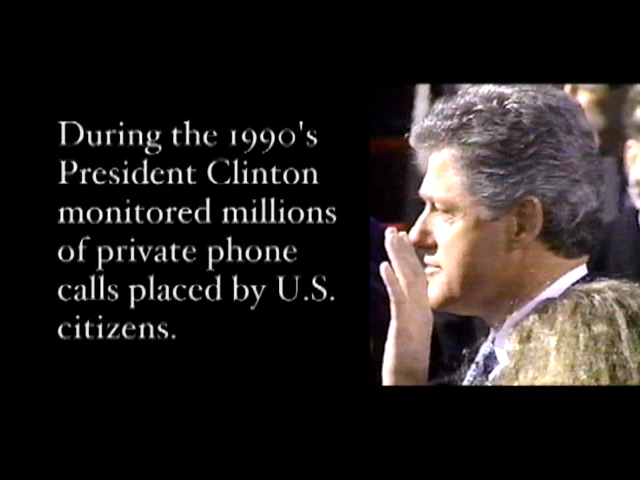 During the 1990's
President Clinton
monitored millions
of private phone
calls placed by U.S.
citizens.